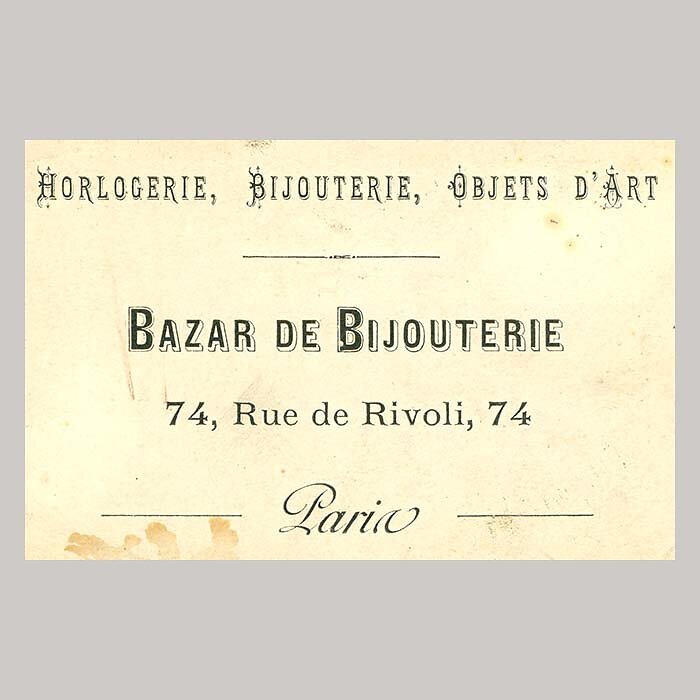 Horlogerie, Bijouterie, Objets d'Art
Bazar de Bijouterie
74, Rue de Rivoli, 74
Paris